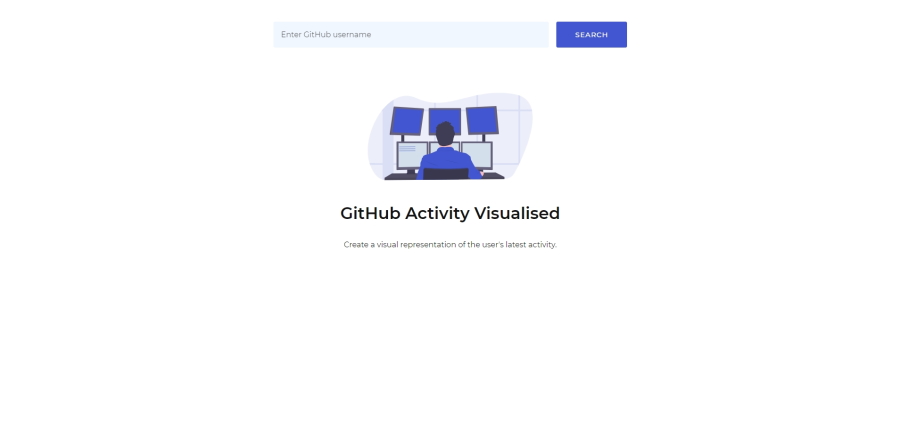 Enter GitHub username
SEARCH
GitHub Activity Visualised
Create a visual representation of the user's latest activity.